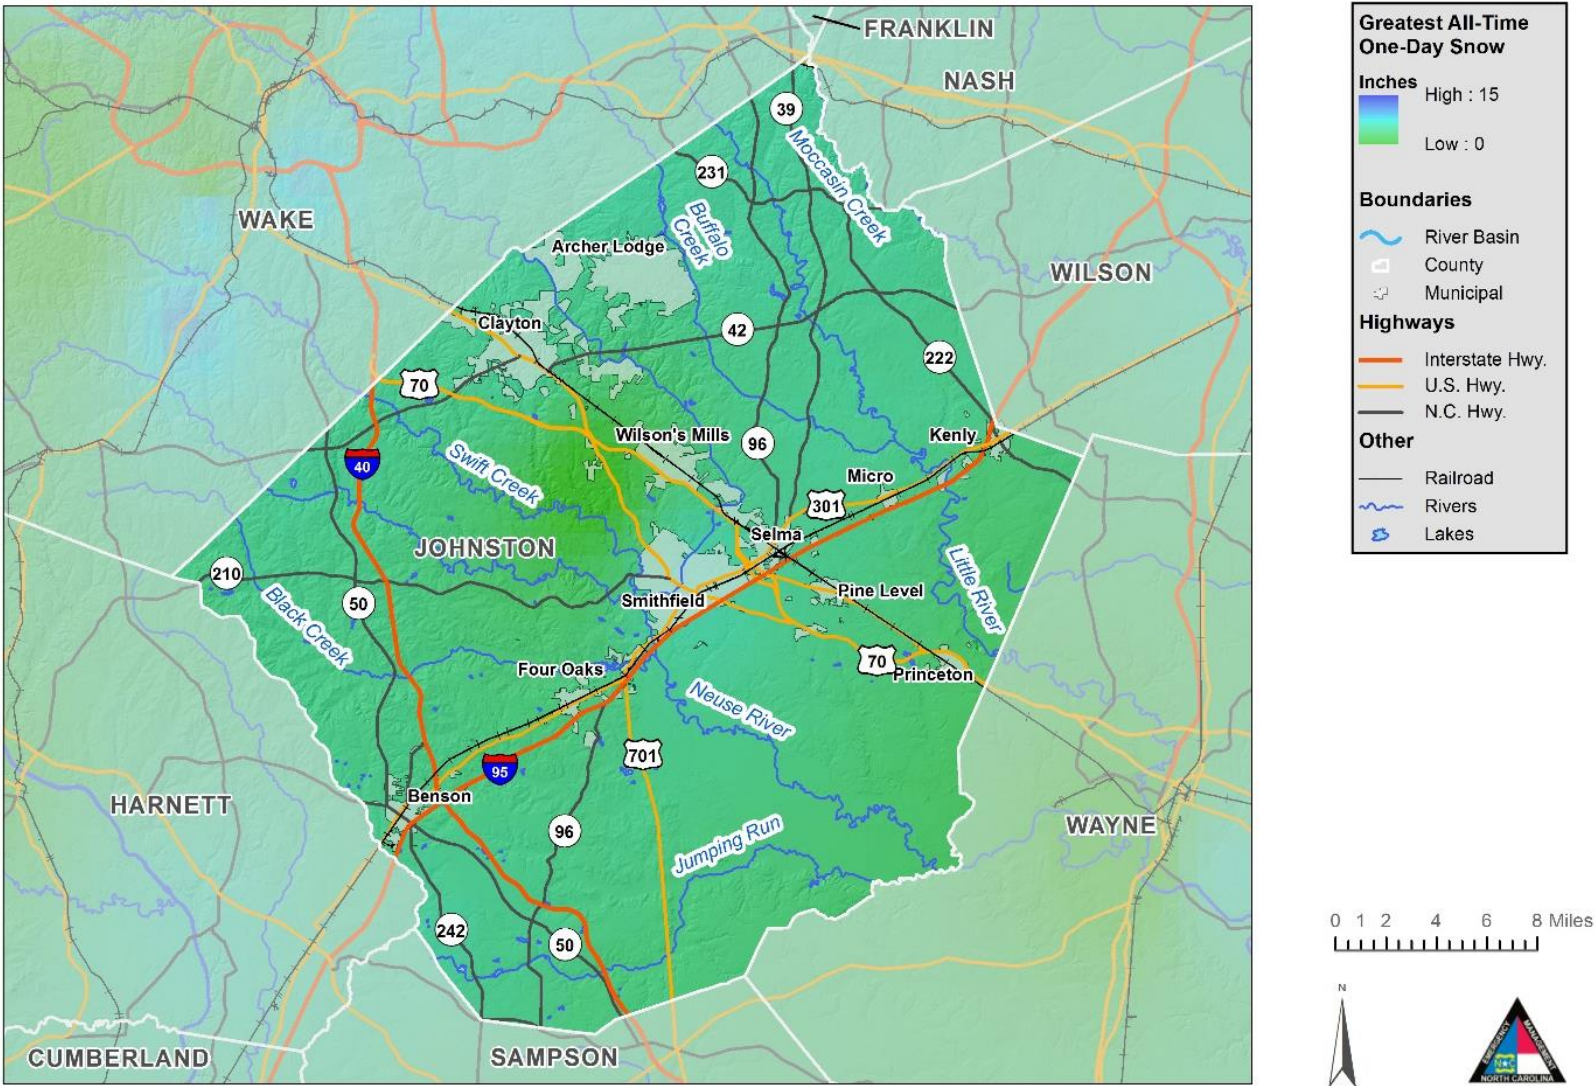 FRANKLIN
NASH
39
Moccasin Creek
231
Buffalo
Creek
WAKE
Archer Lodge
WILSON
Clayton
42
222
70
Wilson's Mills
96
Kenly
Swift Creek
40
Micro
301
Selma
JOHNSTON
Little River
210
50
Black Creek
Smithfield
Pine Level
70
Princeton
Four Oaks
Neuse River
701
95
Benson
HARNETT
96
Jumping Run
WAYNE
242
50
CUMBERLAND
SAMPSON
Greatest All-Time
One-Day Snow
Inches
High : 15
Low : 0
Boundaries
River Basin
County
Municipal
Highways
Interstate Hwy.
U.S. Hwy.
N.C. Hwy.
Other
Railroad
Rivers
Lakes
0 1 2 4 6 8 Miles
N
EMERGENCY
MANAGEMENT
NORTH CAROLINA